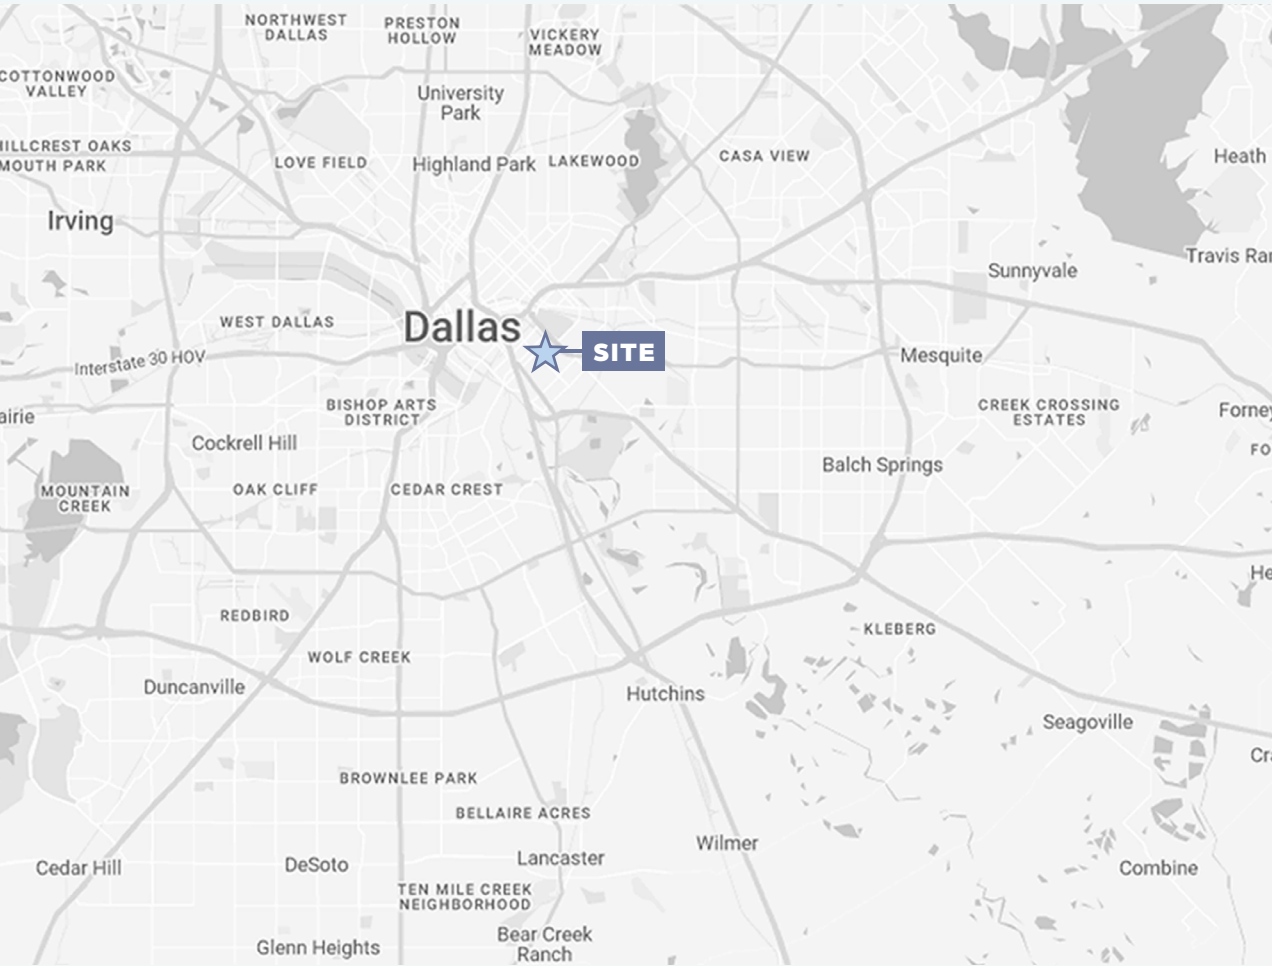 NORTHWEST
DALLAS
PRESTON
HOLLOW
VICKERY
MEADOW
COTTONWOOD
VALLEY
University
Park
HILLCREST OAKS
MOUTH PARK
LOVE FIELD
Highland Park
LAKEWOOD
CASA VIEW
Heath
Irving
Travis Ra
Sunnyvale
WEST DALLAS
Dallas
SITE
Interstate 30 HOV
Mesquite
airie
BISHOP ARTS
DISTRICT
CREEK CROSSING
ESTATES
Forney
Cockrell Hill
FO
Balch Springs
MOUNTAIN
CREEK
OAK CLIFF
CEDAR CREST
He
REDBIRD
KLEBERG
WOLF CREEK
Duncanville
Hutchins
Seagoville
Cra
BROWNLEE PARK
BELLAIRE ACRES
Wilmer
Cedar Hill
DeSoto
Lancaster
Combine
TEN MILE CREEK
NEIGHBORHOOD
Glenn Heights
Bear Creek
Ranch